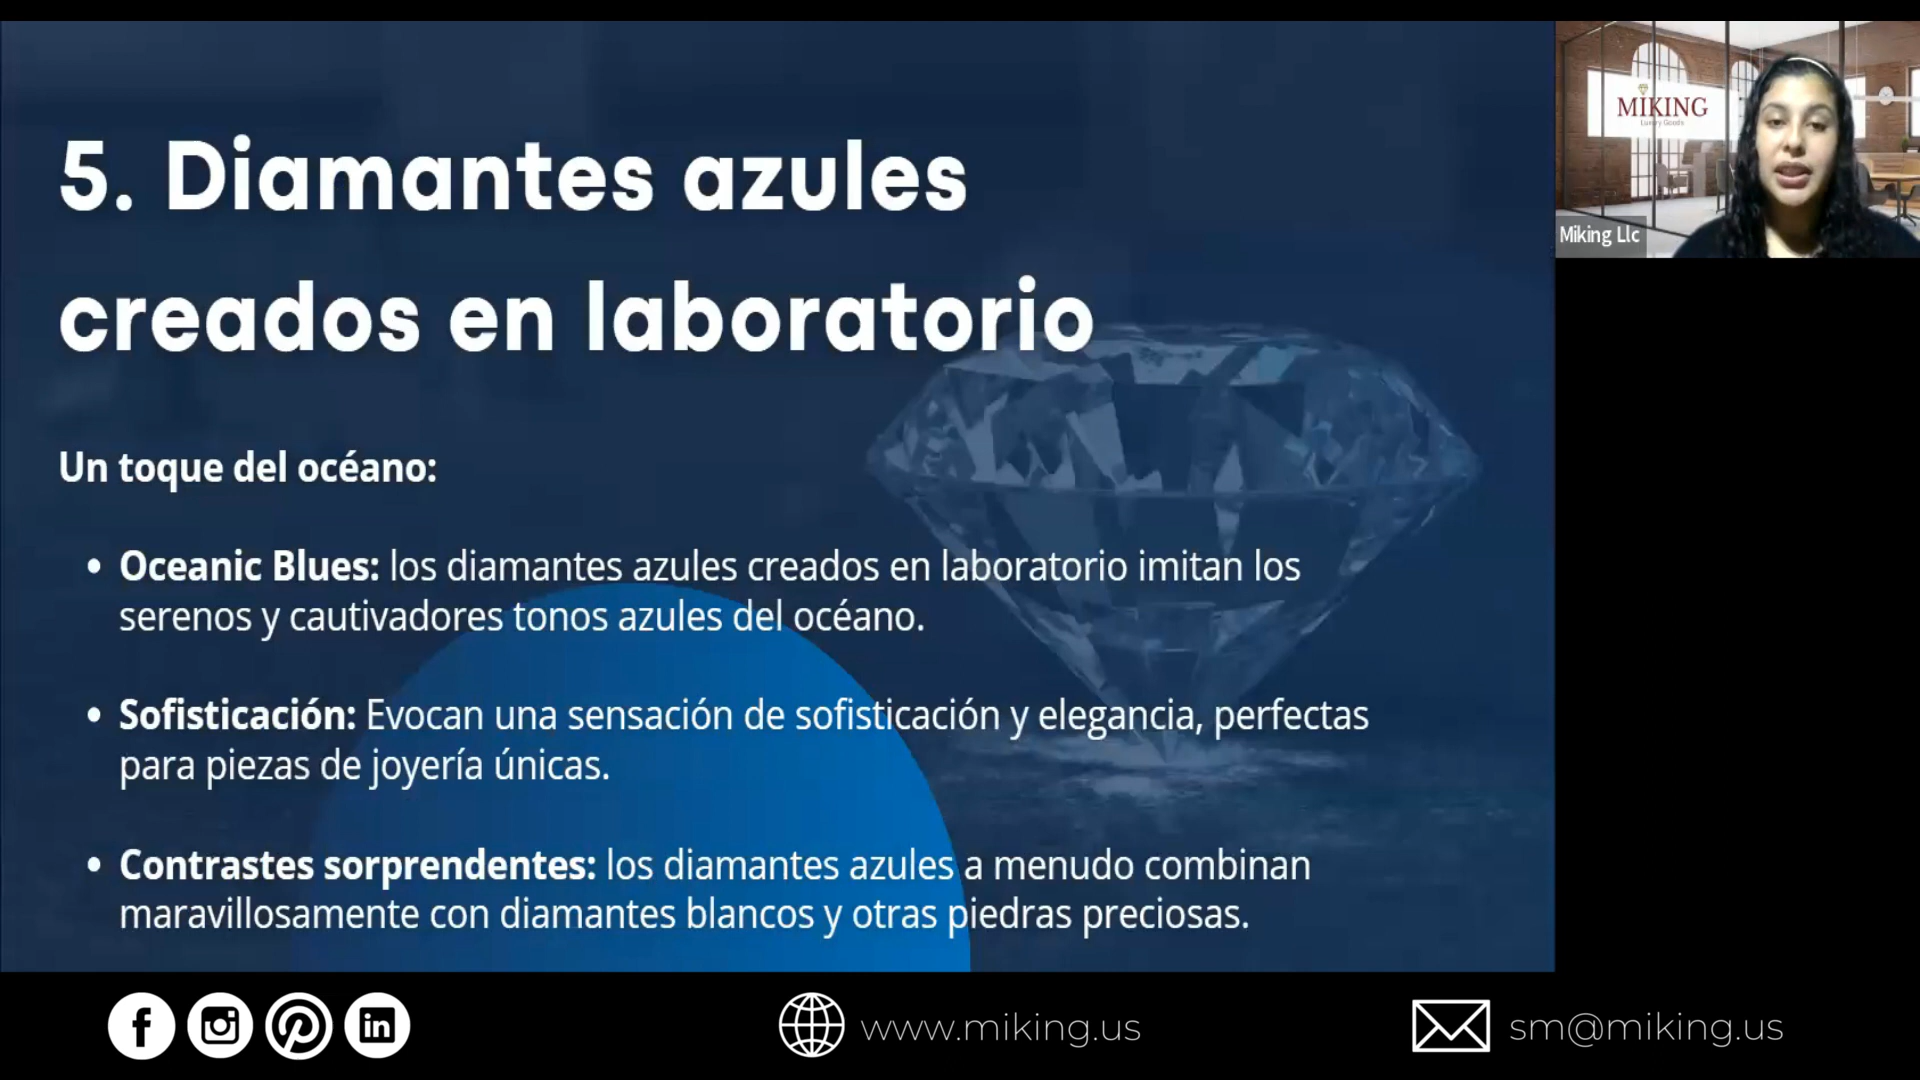 5. Diamantes azules
creados en laboratorio
Un toque del océano:
• Oceanic Blues: los diamantes azules creados en laboratorio imitan los
serenos y cautivadores tonos azules del océano.
• Sofisticación: Evocan una sensación de sofisticación y elegancia, perfectas
para piezas de joyería únicas.
• Contrastes sorprendentes: los diamantes azules a menudo combinan
maravillosamente con diamantes blancos y otras piedras preciosas.
MIKING
Luxury Goods
Miking Llc
www.miking.us
sm@miking.us